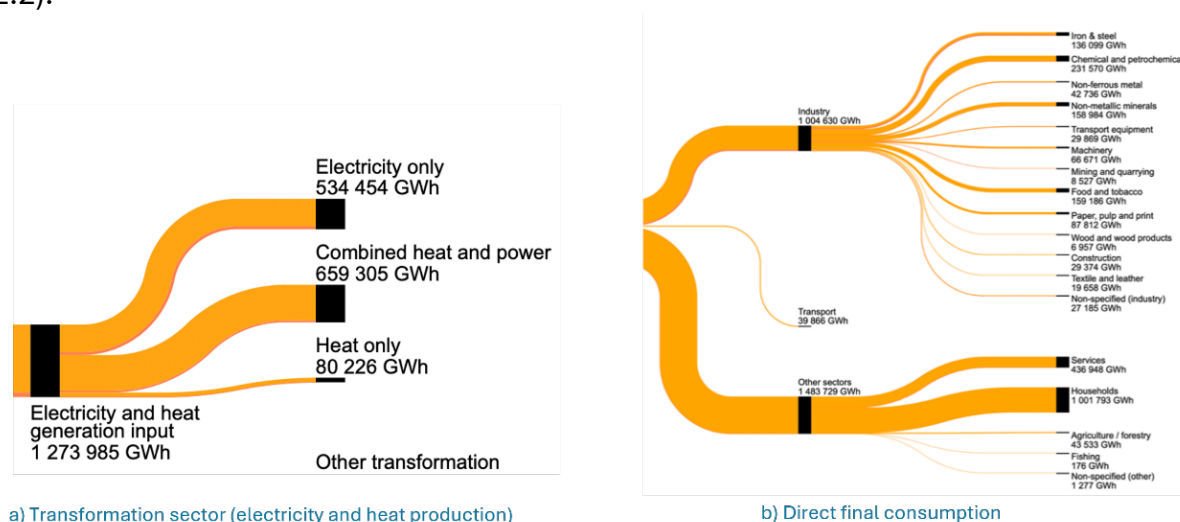 2.2).
Electricity only
534 454 GWh
Combined heat and power
659 305 GWh
Heat only
80 226 GWh
Electricity and heat
generation input
1 273 985 GWh
Other transformation
a) Transformation sector (electricity and heat production)
Industry
1 004 630 GWh
Transport
39 866 GWh
Other sectors
1 483 729 GWh
Iron & steel
136 099 GWh
Chemical and petrochemica
231 570 GWh
Non-ferrous metal
42 736 GWh
Non-metallic minerals
158 984 GWh
Transport equipment
29 869 GWh
Machinery
66 671 GWh
Mining and quarrying
8 527 GWh
Food and tobacco
159 186 GWh
Paper, pulp and print
87 812 GWh
Wood and wood products
6 957 GWh
Construction
29 374 GWh
Textile and leather
19 658 GWh
Non-specified (industry)
27 185 GWh
Services
436 948 GWh
Households
1 001 793 GWh
Agriculture / forestry
43 533 GWh
Fishing
176 GWh
Non-specified (other)
1 277 GWh
b) Direct final consumption